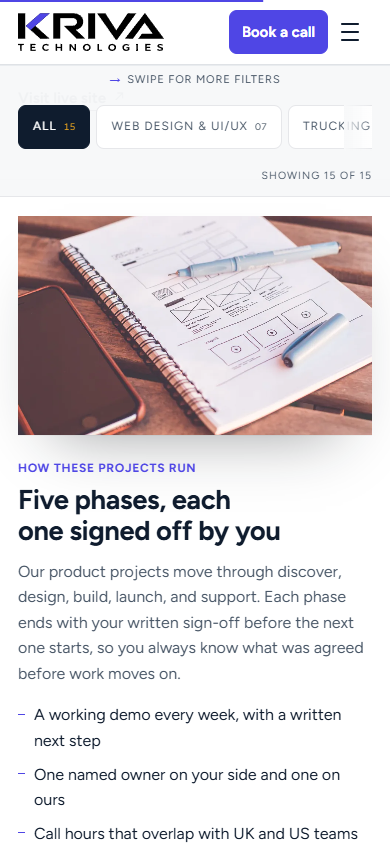 KRIVA
TECHNOLOGIES
Book a call
→ SWIPE FOR MORE FILTERS
Visit live site ↗
ALL 15
WEB DESIGN & UI/UX 07
TRUCKING
SHOWING 15 OF 15
HOW THESE PROJECTS RUN
Five phases, each
one signed off by you
Our product projects move through discover,
design, build, launch, and support. Each phase
ends with your written sign-off before the next
one starts, so you always know what was agreed
before work moves on.
– A working demo every week, with a written
next step
– One named owner on your side and one on
ours
– Call hours that overlap with UK and US teams